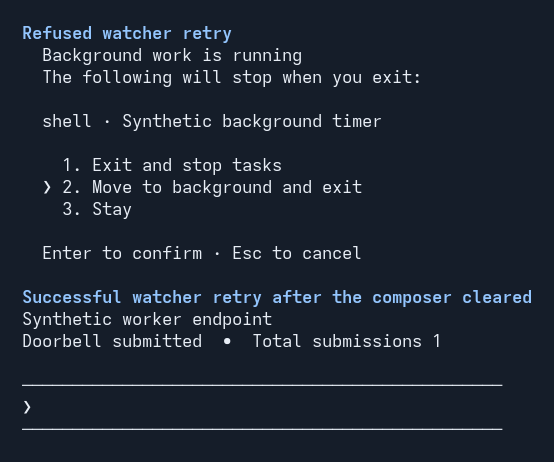 Refused watcher retry
Background work is running
The following will stop when you exit:
shell · Synthetic background timer
1. Exit and stop tasks
❯ 2. Move to background and exit
3. Stay
Enter to confirm · Esc to cancel
Successful watcher retry after the composer cleared
Synthetic worker endpoint
Doorbell submitted • Total submissions 1
❯